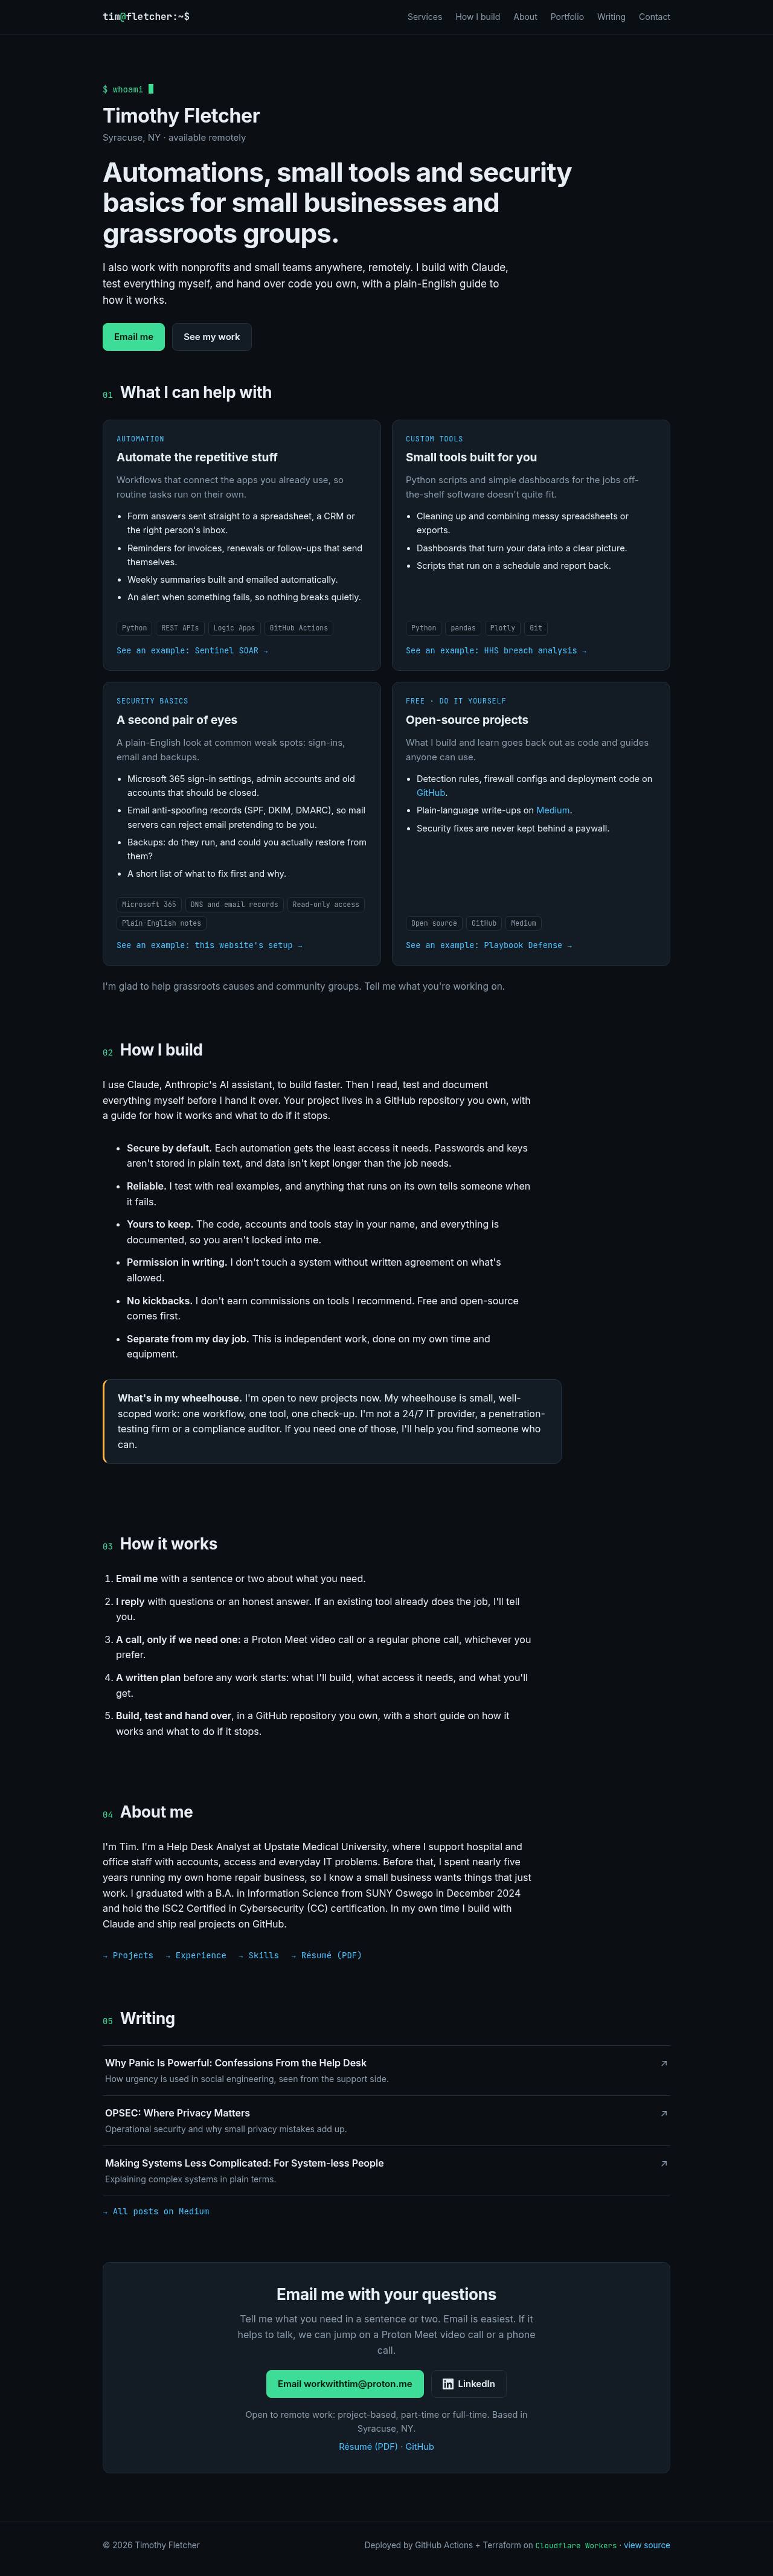 tim@fletcher:~$
Services How I build About Portfolio Writing Contact
$ whoami
Timothy Fletcher
Syracuse, NY · available remotely
Automations, small tools and security
basics for small businesses and
grassroots groups.
I also work with nonprofits and small teams anywhere, remotely. I build with Claude,
test everything myself, and hand over code you own, with a plain-English guide to
how it works.
Email me
See my work
01 What I can help with
AUTOMATION
Automate the repetitive stuff
Workflows that connect the apps you already use, so
routine tasks run on their own.
• Form answers sent straight to a spreadsheet, a CRM or
the right person's inbox.
• Reminders for invoices, renewals or follow-ups that send
themselves.
• Weekly summaries built and emailed automatically.
• An alert when something fails, so nothing breaks quietly.
Python REST APIs Logic Apps GitHub Actions
See an example: Sentinel SOAR →
CUSTOM TOOLS
Small tools built for you
Python scripts and simple dashboards for the jobs off-
the-shelf software doesn't quite fit.
• Cleaning up and combining messy spreadsheets or
exports.
• Dashboards that turn your data into a clear picture.
• Scripts that run on a schedule and report back.
Python pandas Plotly Git
See an example: HHS breach analysis →
SECURITY BASICS
A second pair of eyes
A plain-English look at common weak spots: sign-ins,
email and backups.
• Microsoft 365 sign-in settings, admin accounts and old
accounts that should be closed.
• Email anti-spoofing records (SPF, DKIM, DMARC), so mail
servers can reject email pretending to be you.
• Backups: do they run, and could you actually restore from
them?
• A short list of what to fix first and why.
Microsoft 365 DNS and email records Read-only access
Plain-English notes
See an example: this website's setup →
FREE · DO IT YOURSELF
Open-source projects
What I build and learn goes back out as code and guides
anyone can use.
• Detection rules, firewall configs and deployment code on
GitHub.
• Plain-language write-ups on Medium.
• Security fixes are never kept behind a paywall.
Open source GitHub Medium
See an example: Playbook Defense →
I'm glad to help grassroots causes and community groups. Tell me what you're working on.
02 How I build
I use Claude, Anthropic's AI assistant, to build faster. Then I read, test and document
everything myself before I hand it over. Your project lives in a GitHub repository you own, with
a guide for how it works and what to do if it stops.
• Secure by default. Each automation gets the least access it needs. Passwords and keys
aren't stored in plain text, and data isn't kept longer than the job needs.
• Reliable. I test with real examples, and anything that runs on its own tells someone when
it fails.
• Yours to keep. The code, accounts and tools stay in your name, and everything is
documented, so you aren't locked into me.
• Permission in writing. I don't touch a system without written agreement on what's
allowed.
• No kickbacks. I don't earn commissions on tools I recommend. Free and open-source
comes first.
• Separate from my day job. This is independent work, done on my own time and
equipment.
What's in my wheelhouse. I'm open to new projects now. My wheelhouse is small, well-
scoped work: one workflow, one tool, one check-up. I'm not a 24/7 IT provider, a penetration-
testing firm or a compliance auditor. If you need one of those, I'll help you find someone who
can.
03 How it works
1. Email me with a sentence or two about what you need.
2. I reply with questions or an honest answer. If an existing tool already does the job, I'll tell
you.
3. A call, only if we need one: a Proton Meet video call or a regular phone call, whichever you
prefer.
4. A written plan before any work starts: what I'll build, what access it needs, and what you'll
get.
5. Build, test and hand over, in a GitHub repository you own, with a short guide on how it
works and what to do if it stops.
04 About me
I'm Tim. I'm a Help Desk Analyst at Upstate Medical University, where I support hospital and
office staff with accounts, access and everyday IT problems. Before that, I spent nearly five
years running my own home repair business, so I know a small business wants things that just
work. I graduated with a B.A. in Information Science from SUNY Oswego in December 2024
and hold the ISC2 Certified in Cybersecurity (CC) certification. In my own time I build with
Claude and ship real projects on GitHub.
→ Projects → Experience → Skills → Résumé (PDF)
05 Writing
Why Panic Is Powerful: Confessions From the Help Desk ↗
How urgency is used in social engineering, seen from the support side.
OPSEC: Where Privacy Matters ↗
Operational security and why small privacy mistakes add up.
Making Systems Less Complicated: For System-less People ↗
Explaining complex systems in plain terms.
→ All posts on Medium
Email me with your questions
Tell me what you need in a sentence or two. Email is easiest. If it
helps to talk, we can jump on a Proton Meet video call or a phone
call.
Email workwithtim@proton.me
LinkedIn
Open to remote work: project-based, part-time or full-time. Based in
Syracuse, NY.
Résumé (PDF) · GitHub
© 2026 Timothy Fletcher
Deployed by GitHub Actions + Terraform on Cloudflare Workers · view source